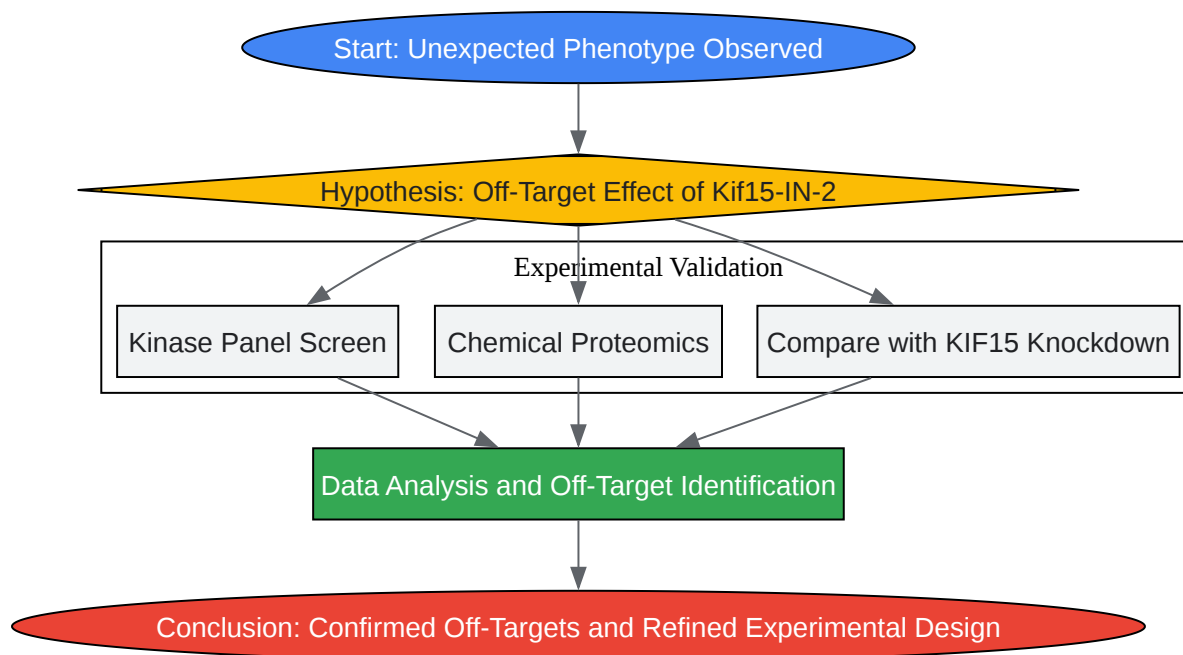 Start: Unexpected Phenotype Observed
Hypothesis: Off-Target Effect of Kif15-IN-2
Experimental Validation
Kinase Panel Screen
Chemical Proteomics
Compare with KIF15 Knockdown
Data Analysis and Off-Target Identification
Conclusion: Confirmed Off-Targets and Refined Experimental Design